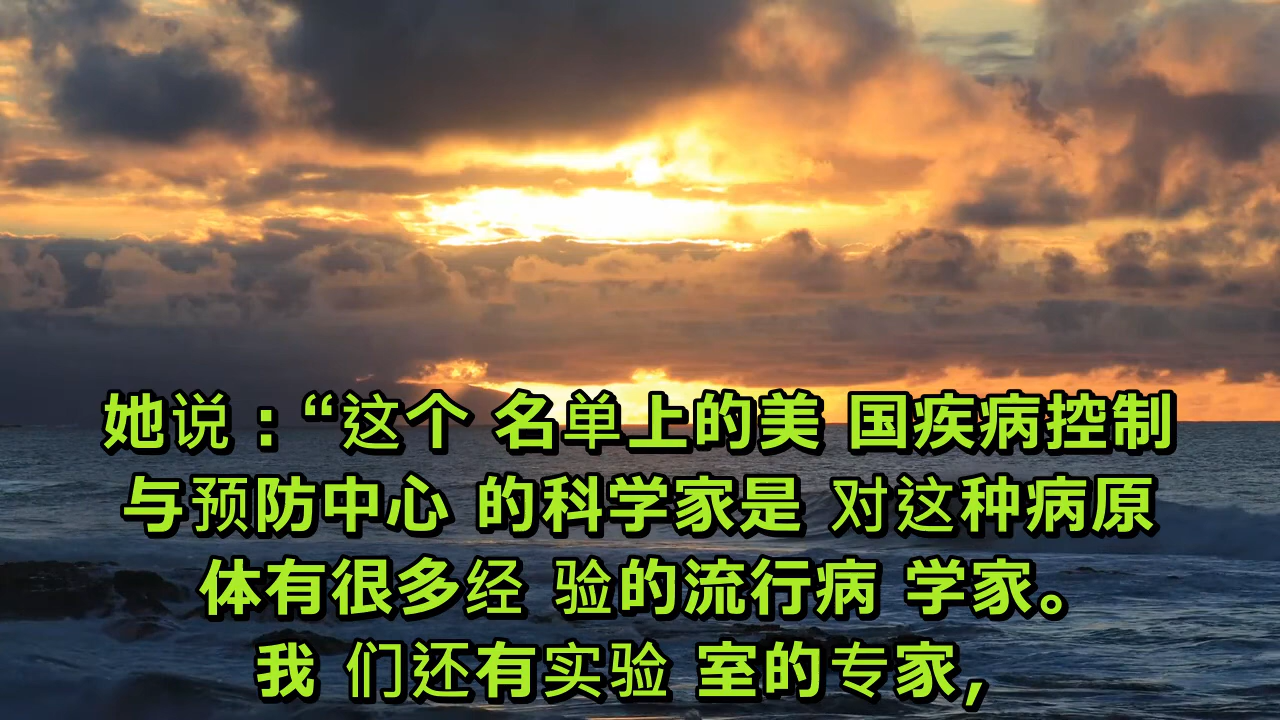 她说：“这个 名单上的美 国疾病控制
与预防中心 的科学家是 对这种病原
体有很多经 验的流行病 学家。
我 们还有实验 室的专家,